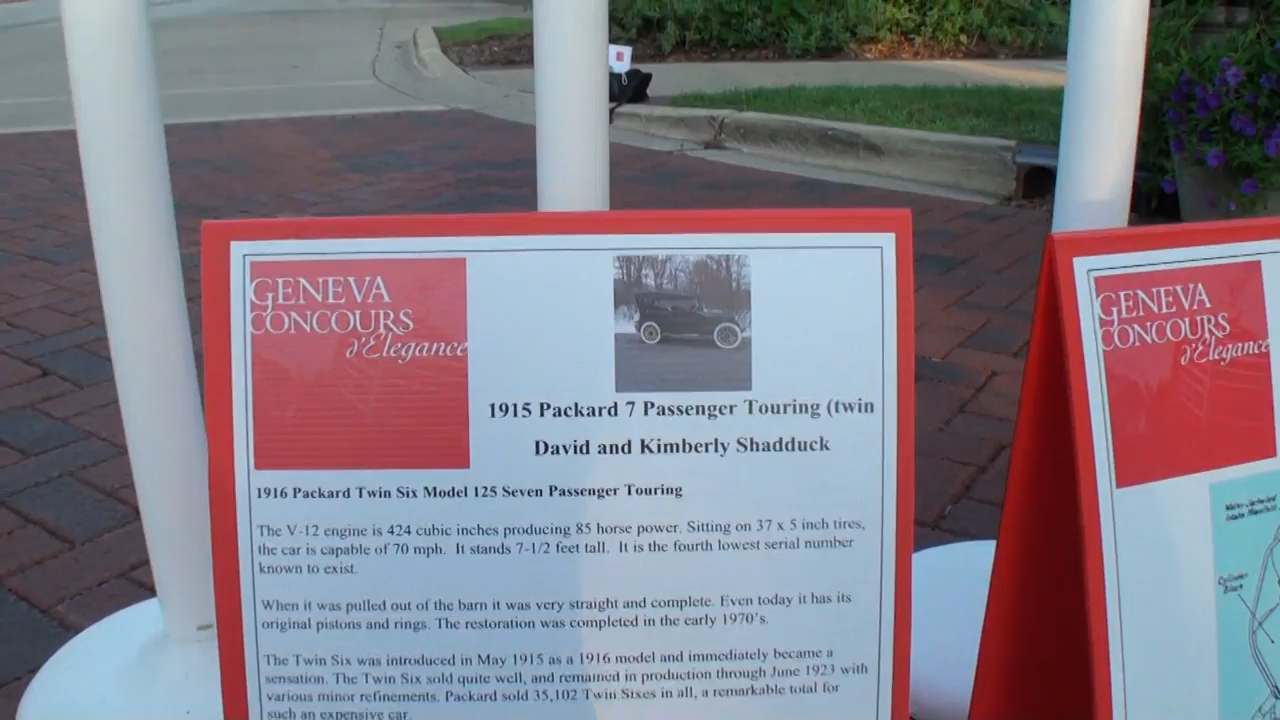 GENEVA
CONCOURS
d'Elegance
1915 Packard 7 Passenger Touring (twin
David and Kimberly Shadduck
1916 Packard Twin Six Model 125 Seven Passenger Touring
The V-12 engine is 424 cubic inches producing 85 horse power. Sitting on 37 x 5 inch tires,
the car is capable of 70 mph. It stands 7-1/2 feet tall. It is the fourth lowest serial number
known to exist.
When it was pulled out of the barn it was very straight and complete. Even today it has its
original pistons and rings. The restoration was completed in the early 1970's.
The Twin Six was introduced in May 1915 as a 1916 model and immediately became a
sensation. The Twin Six sold quite well, and remained in production through June 1923 with
various minor refinements. Packard sold 35,102 Twin Sixes in all, a remarkable total for
such an expensive car.
GENEVA
CONCOURS
d'Elegance
Cylinder
Block